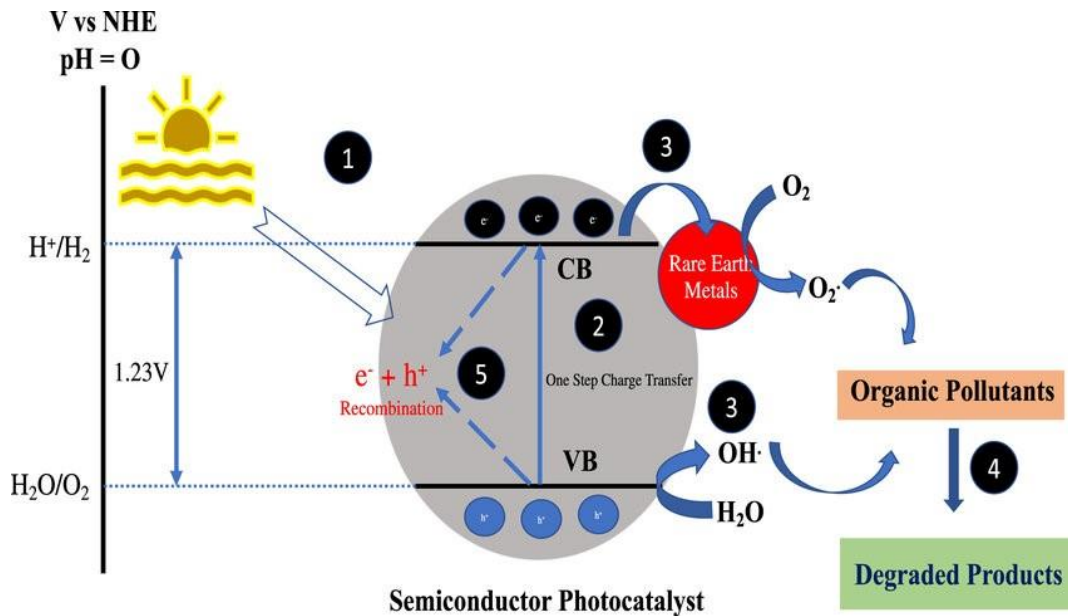 V vs NHE
pH = O
1
3
O₂
e⁻ e⁻ e⁻
H⁺/H₂
CB
Rare Earth
Metals
O₂·
2
1.23V
5
e⁻ + h⁺
Recombination
One Step Charge Transfer
3
Organic Pollutants
VB
OH·
4
H₂O/O₂
H₂O
h⁺ h⁺ h⁺
Degraded Products
Semiconductor Photocatalyst